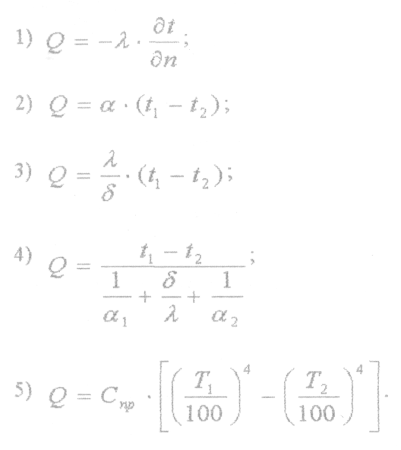 1) Q = −λ · ∂t/∂n;
2) Q = α · (t₁ − t₂);
3) Q = λ/δ · (t₁ − t₂);
4) Q = (t₁ − t₂)/(1/α₁ + δ/λ + 1/α₂);
5) Q = Cпр · [(T₁/100)⁴ − (T₂/100)⁴].